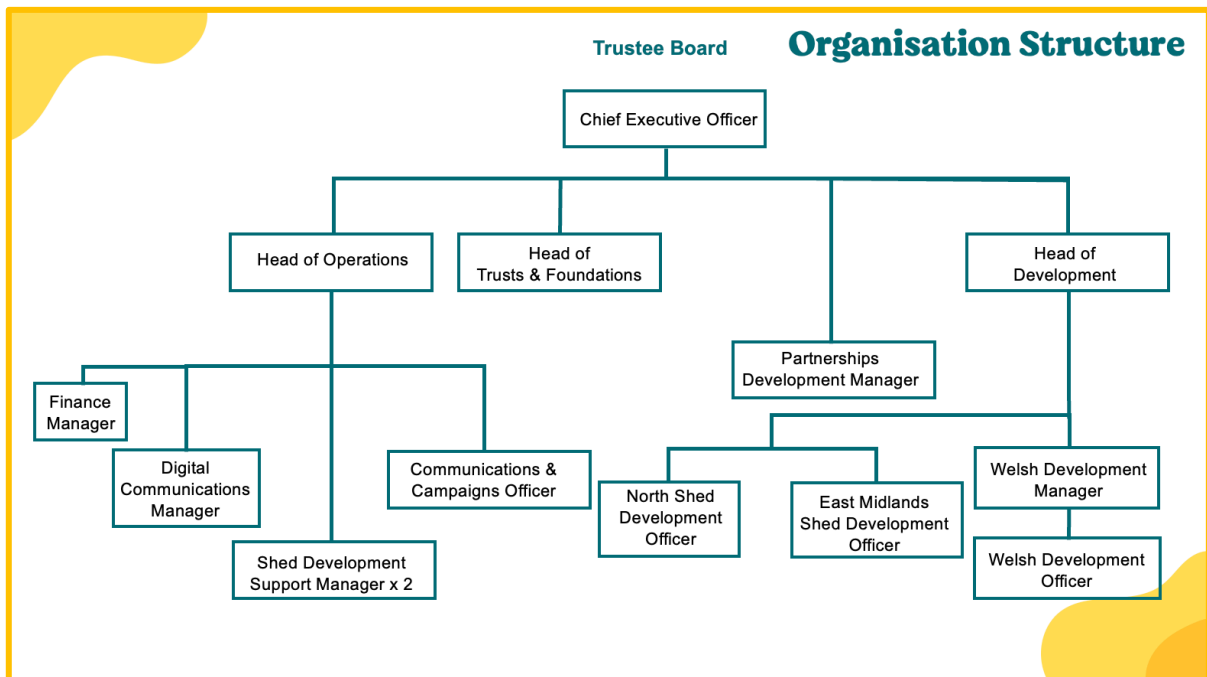 Organisation Structure
Trustee Board
Chief Executive Officer
Head of Operations
Head of
Trusts & Foundations
Head of
Development
Partnerships
Development Manager
Finance
Manager
Digital
Communications
Manager
Communications &
Campaigns Officer
Shed Development
Support Manager x 2
North Shed
Development
Officer
East Midlands
Shed Development
Officer
Welsh Development
Manager
Welsh Development
Officer